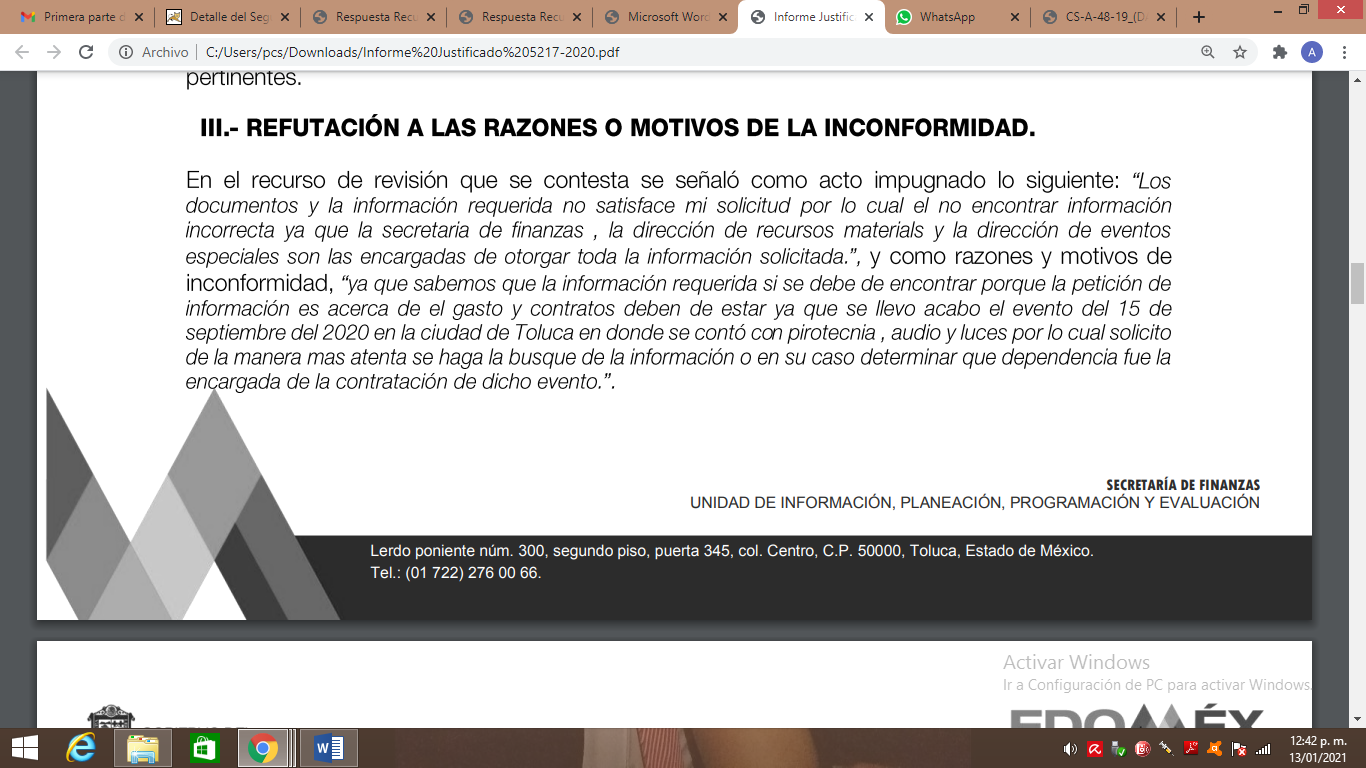 Primera parte d
Detalle del Seg
Respuesta Recu
Respuesta Recu
Microsoft Word
Informe Justific
WhatsApp
CS-A-48-19_(D
Archivo
C:/Users/pcs/Downloads/Informe%20Justificado%205217-2020.pdf
A
pertinentes.
III.- REFUTACIÓN A LAS RAZONES O MOTIVOS DE LA INCONFORMIDAD.
En el recurso de revisión que se contesta se señaló como acto impugnado lo siguiente: “Los
documentos y la información requerida no satisface mi solicitud por lo cual el no encontrar información
incorrecta ya que la secretaria de finanzas , la dirección de recursos materials y la dirección de eventos
especiales son las encargadas de otorgar toda la información solicitada.”, y como razones y motivos de
inconformidad, “ya que sabemos que la información requerida si se debe de encontrar porque la petición de
información es acerca de el gasto y contratos deben de estar ya que se llevo acabo el evento del 15 de
septiembre del 2020 en la ciudad de Toluca en donde se contó con pirotecnia , audio y luces por lo cual solicito
de la manera mas atenta se haga la busque de la información o en su caso determinar que dependencia fue la
encargada de la contratación de dicho evento.”.
SECRETARÍA DE FINANZAS
UNIDAD DE INFORMACIÓN, PLANEACIÓN, PROGRAMACIÓN Y EVALUACIÓN
Lerdo poniente núm. 300, segundo piso, puerta 345, col. Centro, C.P. 50000, Toluca, Estado de México.
Tel.: (01 722) 276 00 66.
Activar Windows
Ir a Configuración de PC para activar Windows.
EDOMÉX
12:42 p. m.
13/01/2021